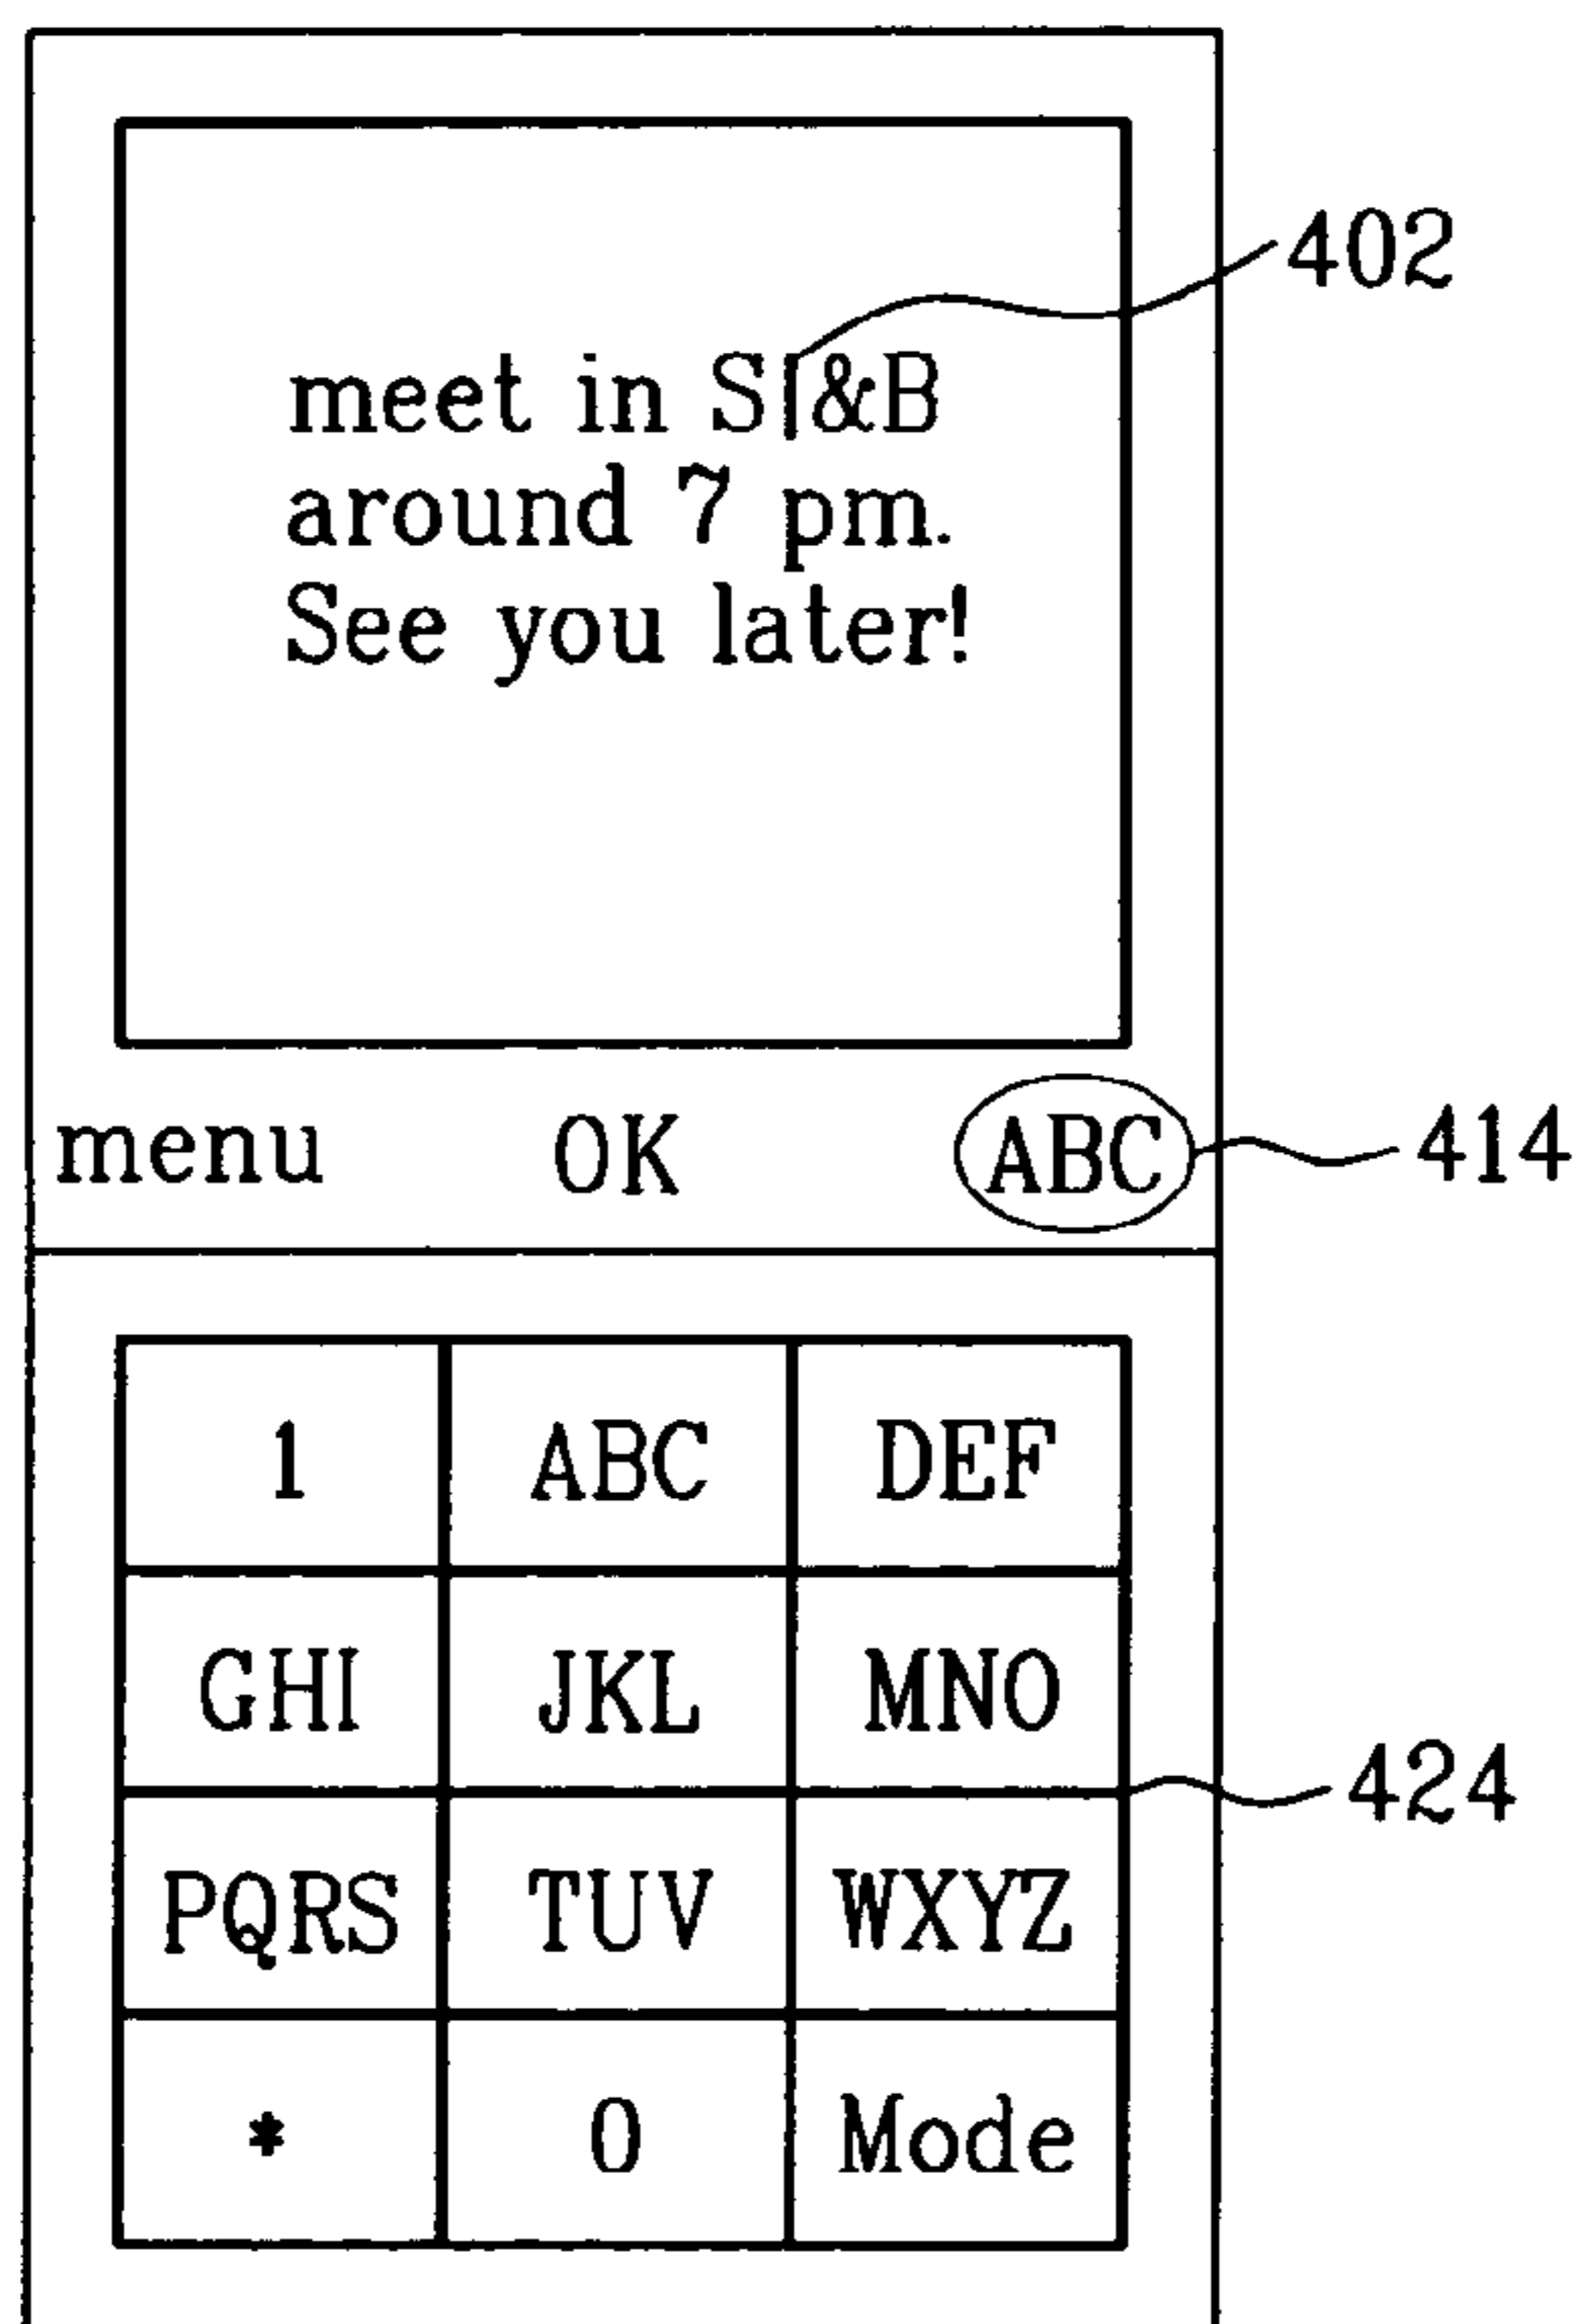 402
meet in S|&B
around 7 pm.
See you later!
menu OK ABC 414
1 ABC DEF
GHI JKL MNO
424
PQRS TUV WXYZ
* 0 Mode